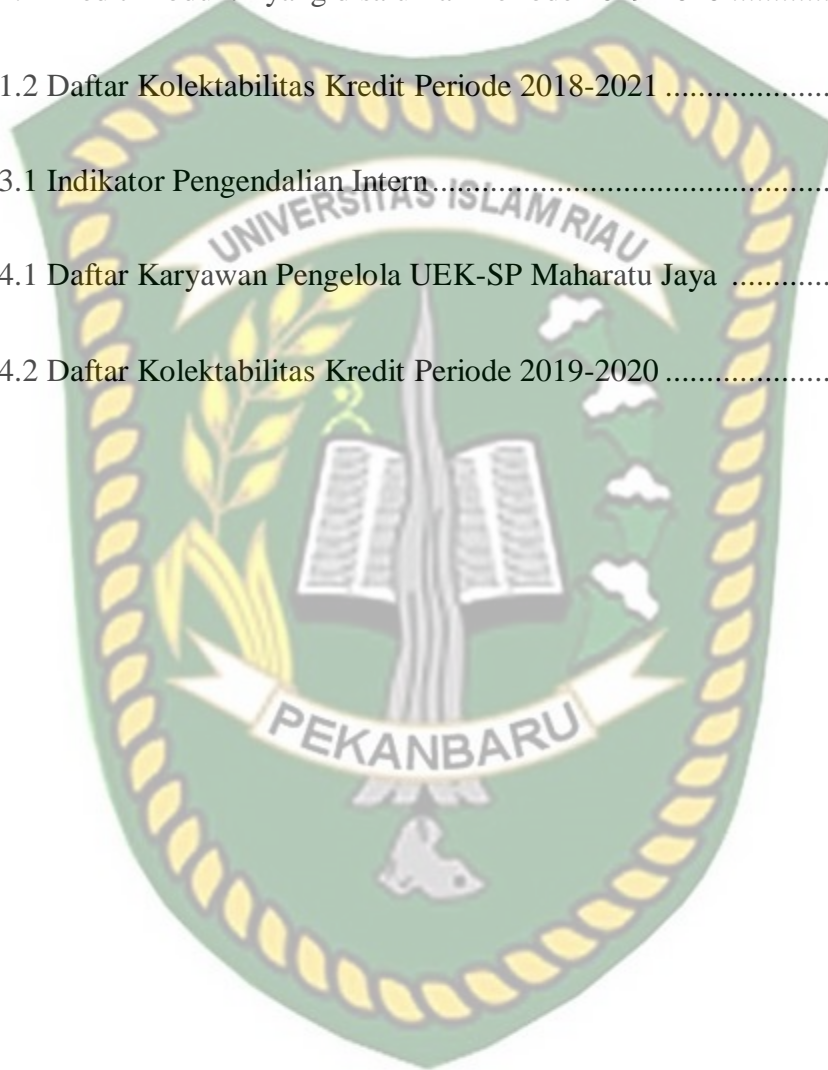 1.2 Daftar Kolektabilitas Kredit Periode 2018-2021 ....................
3.1 Indikator Pengendalian Intern ................................................
UNIVERSITAS ISLAM RIAU
4.1 Daftar Karyawan Pengelola UEK-SP Maharatu Jaya ............
4.2 Daftar Kolektabilitas Kredit Periode 2019-2020 ....................
PEKANBARU